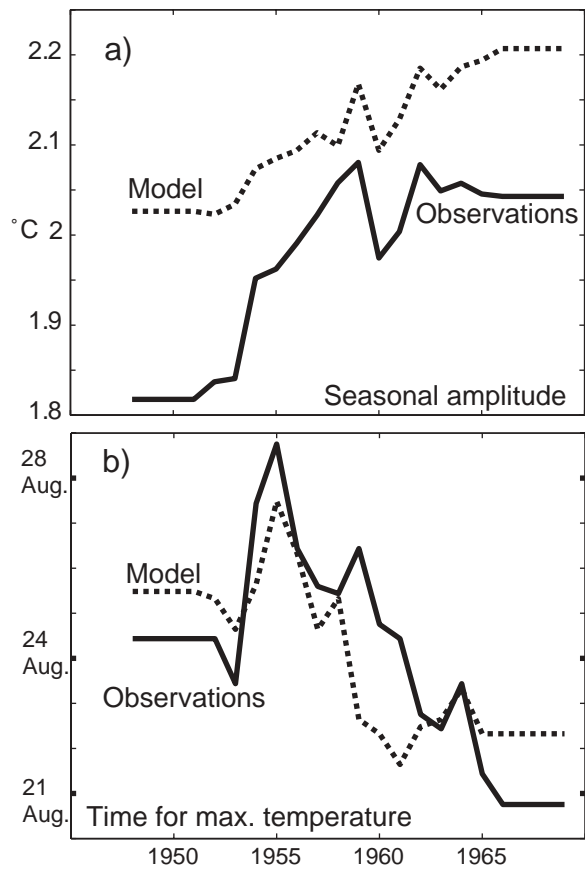 a)
2.2
2.1
Model
°C 2
Observations
1.9
1.8
Seasonal amplitude
b)
28
Aug.
Model
24
Aug.
Observations
21
Aug.
Time for max. temperature
1950 1955 1960 1965